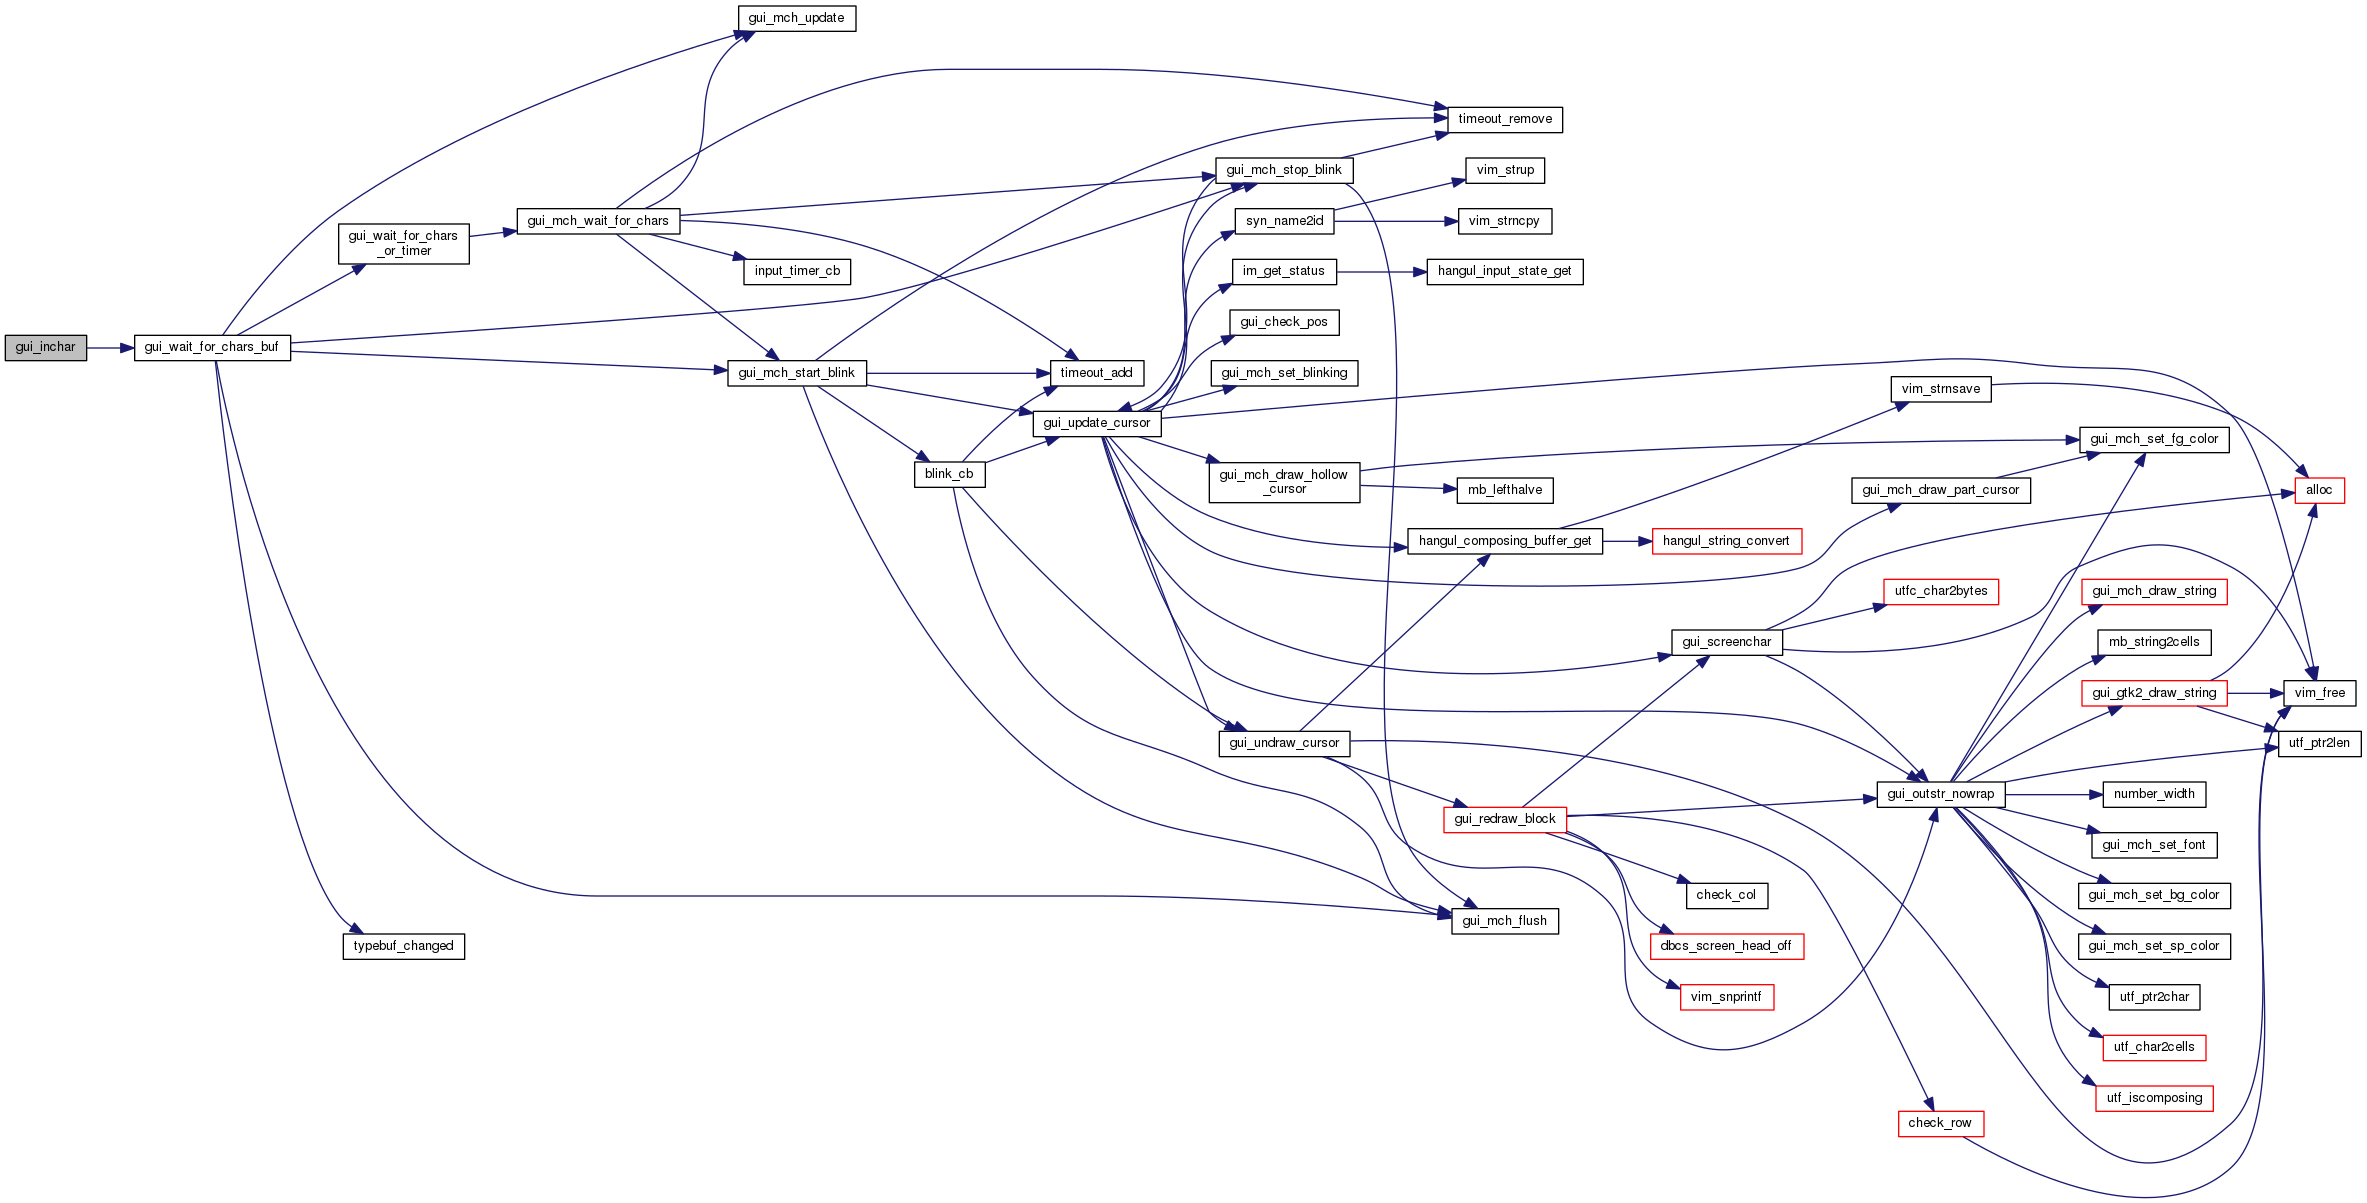 gui_mch_update
timeout_remove
gui_mch_stop_blink
vim_strup
gui_mch_wait_for_chars
syn_name2id
vim_strncpy
gui_wait_for_chars
_or_timer
input_timer_cb
im_get_status
hangul_input_state_get
gui_check_pos
gui_inchar
gui_wait_for_chars_buf
gui_mch_start_blink
timeout_add
gui_mch_set_blinking
vim_strnsave
gui_update_cursor
gui_mch_set_fg_color
blink_cb
gui_mch_draw_hollow
_cursor
mb_lefthalve
gui_mch_draw_part_cursor
alloc
hangul_composing_buffer_get
hangul_string_convert
utfc_char2bytes
gui_mch_draw_string
gui_screenchar
mb_string2cells
gui_gtk2_draw_string
vim_free
gui_undraw_cursor
utf_ptr2len
gui_outstr_nowrap
number_width
gui_redraw_block
gui_mch_set_font
check_col
gui_mch_set_bg_color
gui_mch_flush
typebuf_changed
dbcs_screen_head_off
gui_mch_set_sp_color
vim_snprintf
utf_ptr2char
utf_char2cells
utf_iscomposing
check_row